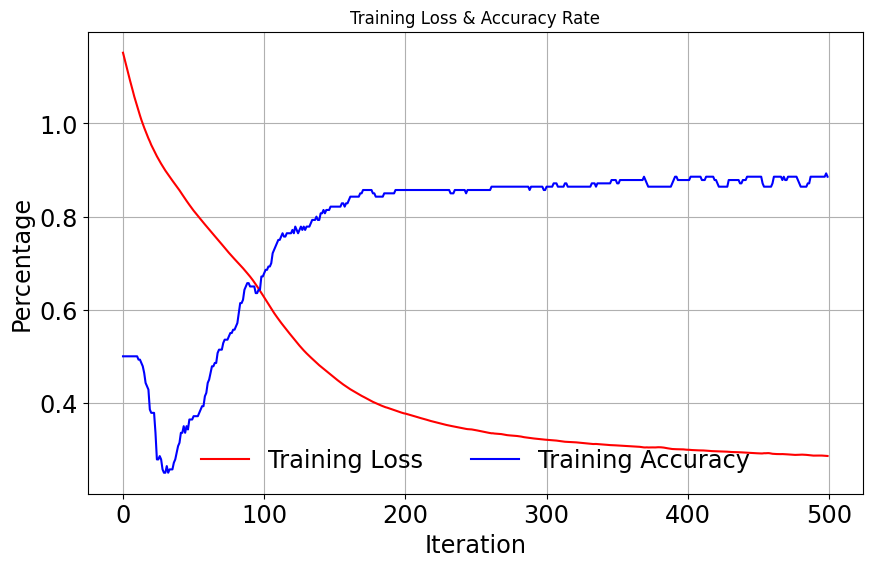 Training Loss & Accuracy Rate
Percentage
1.0
0.8
0.6
0.4
Training Loss Training Accuracy
0 100 200 300 400 500
Iteration